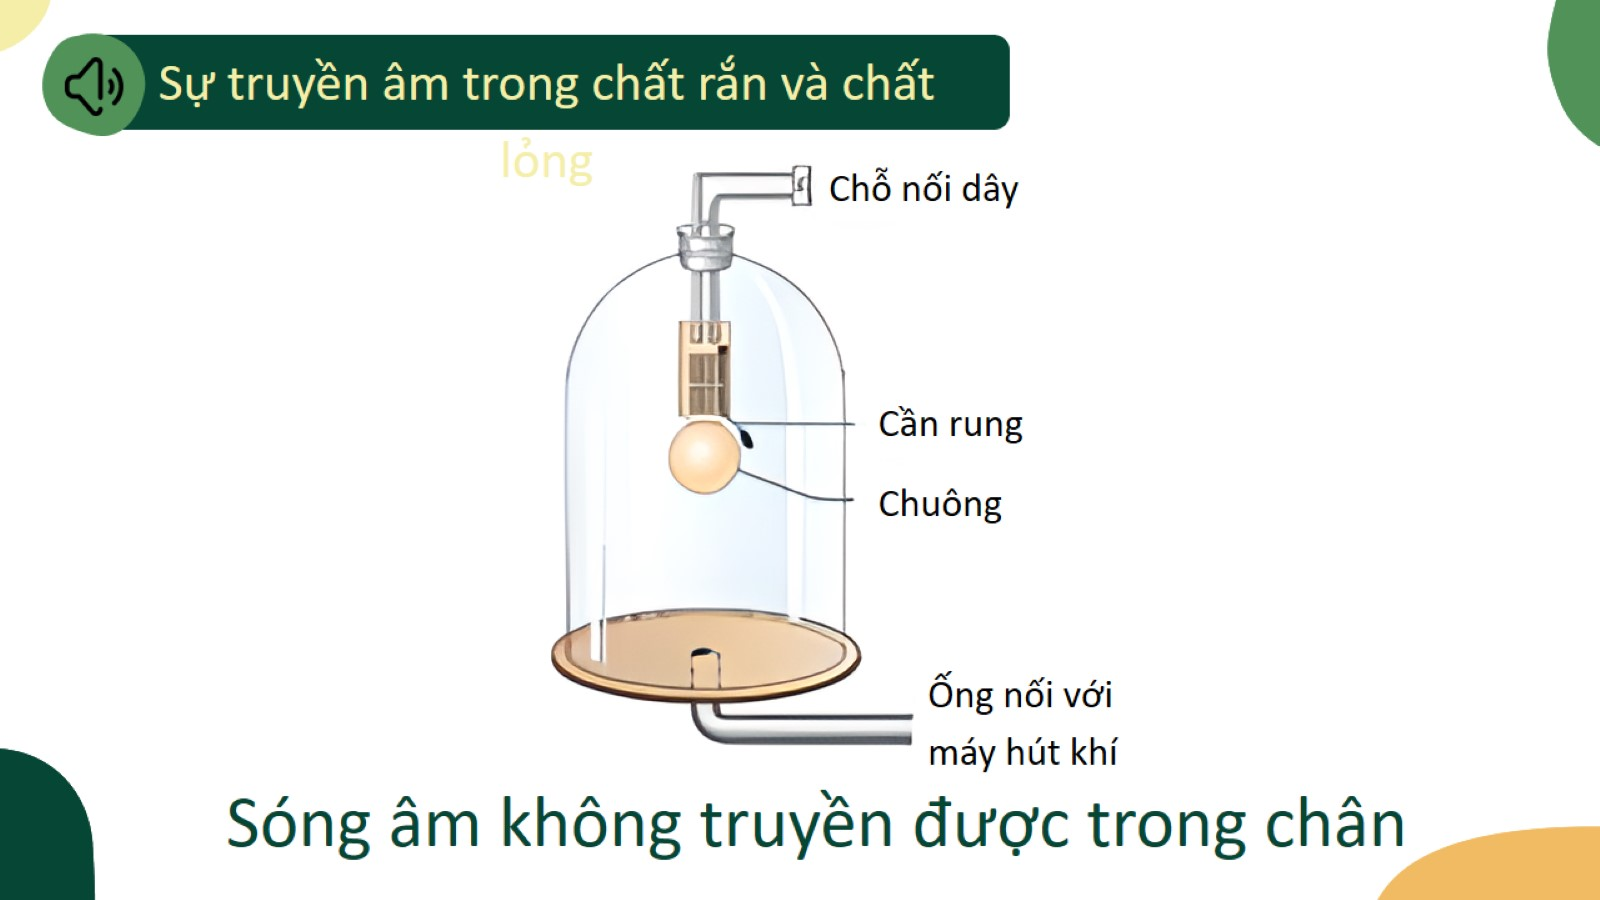 Sự truyền âm trong chất rắn và chất
lỏng
Chỗ nối dây
Cần rung
Chuông
Ống nối với
máy hút khí
Sóng âm không truyền được trong chân